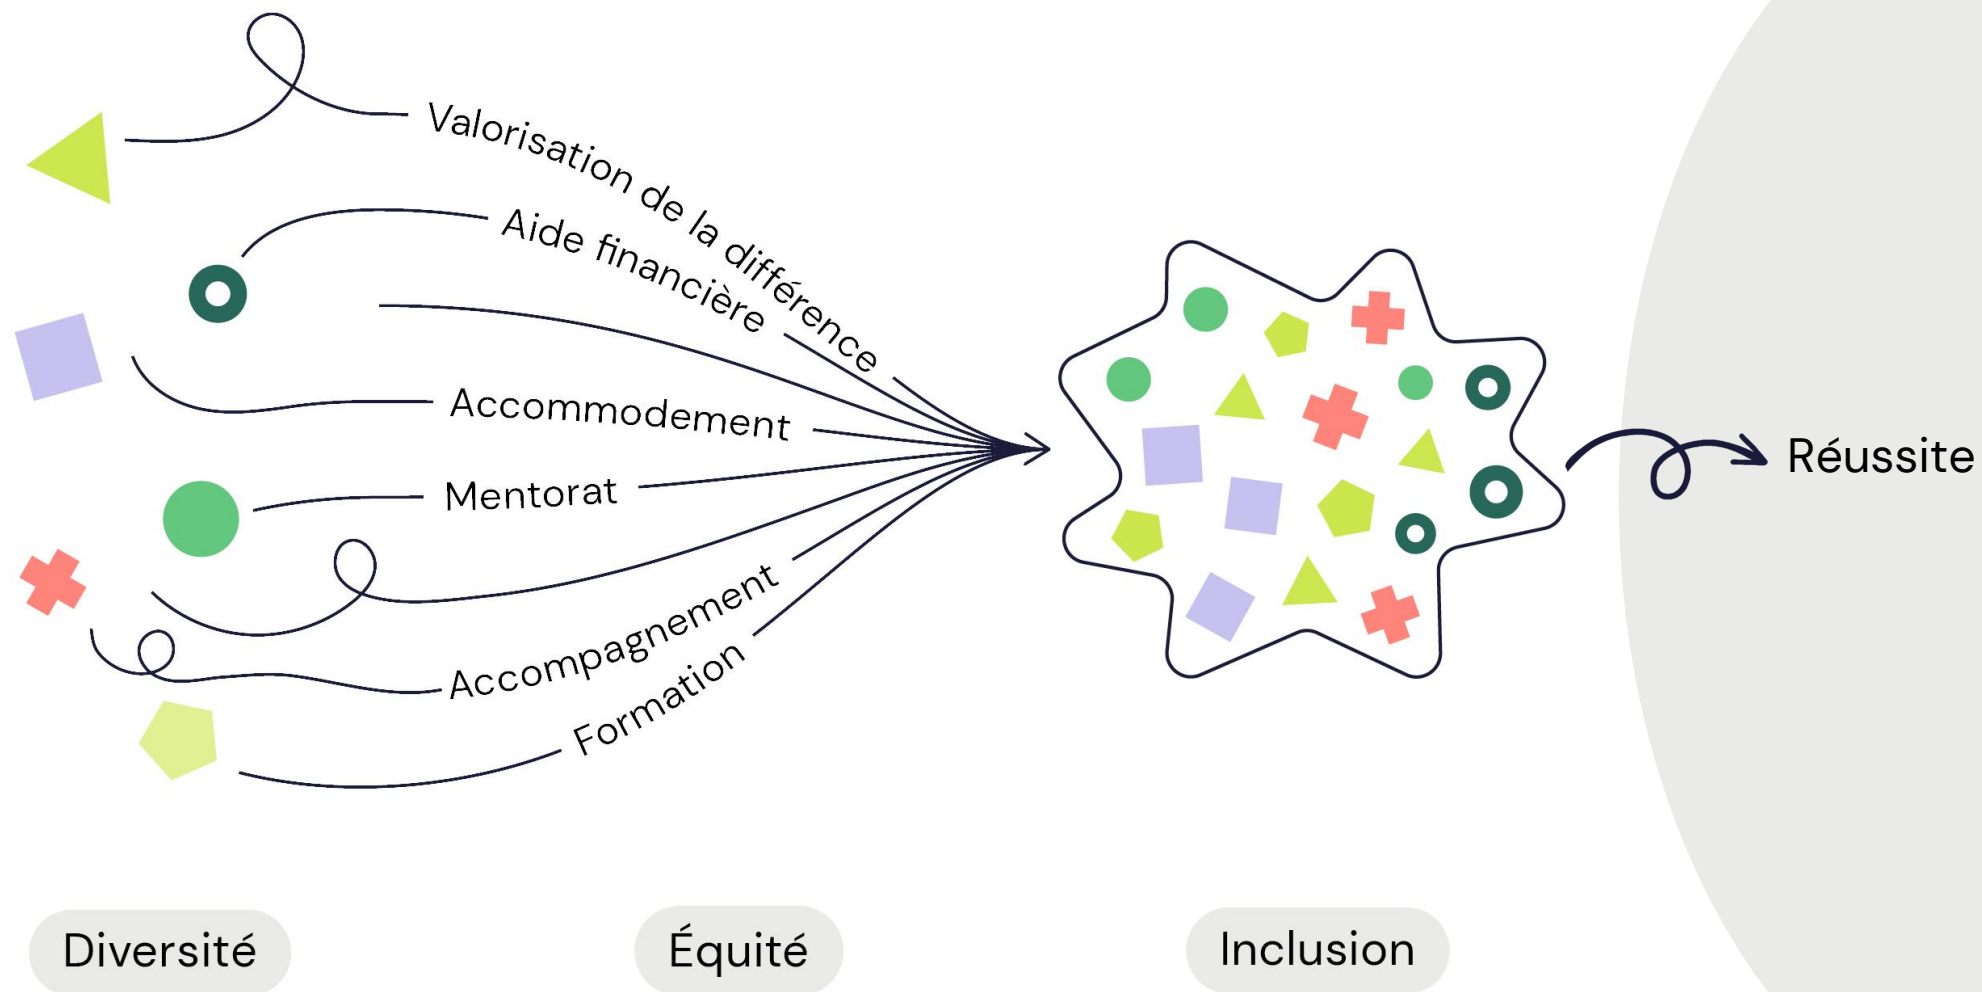 Valorisation de la différence
Aide financière
Accommodement
Mentorat
Accompagnement
Formation
Réussite
Diversité
Équité
Inclusion